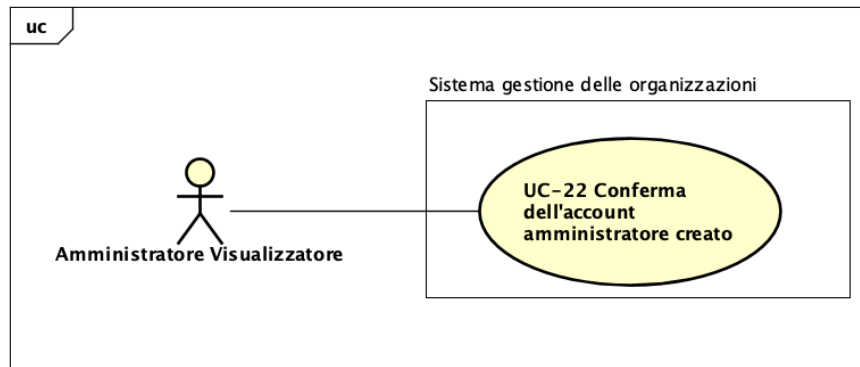 uc
Sistema gestione delle organizzazioni
UC-22 Conferma
dell'account
amministratore creato
Amministratore Visualizzatore